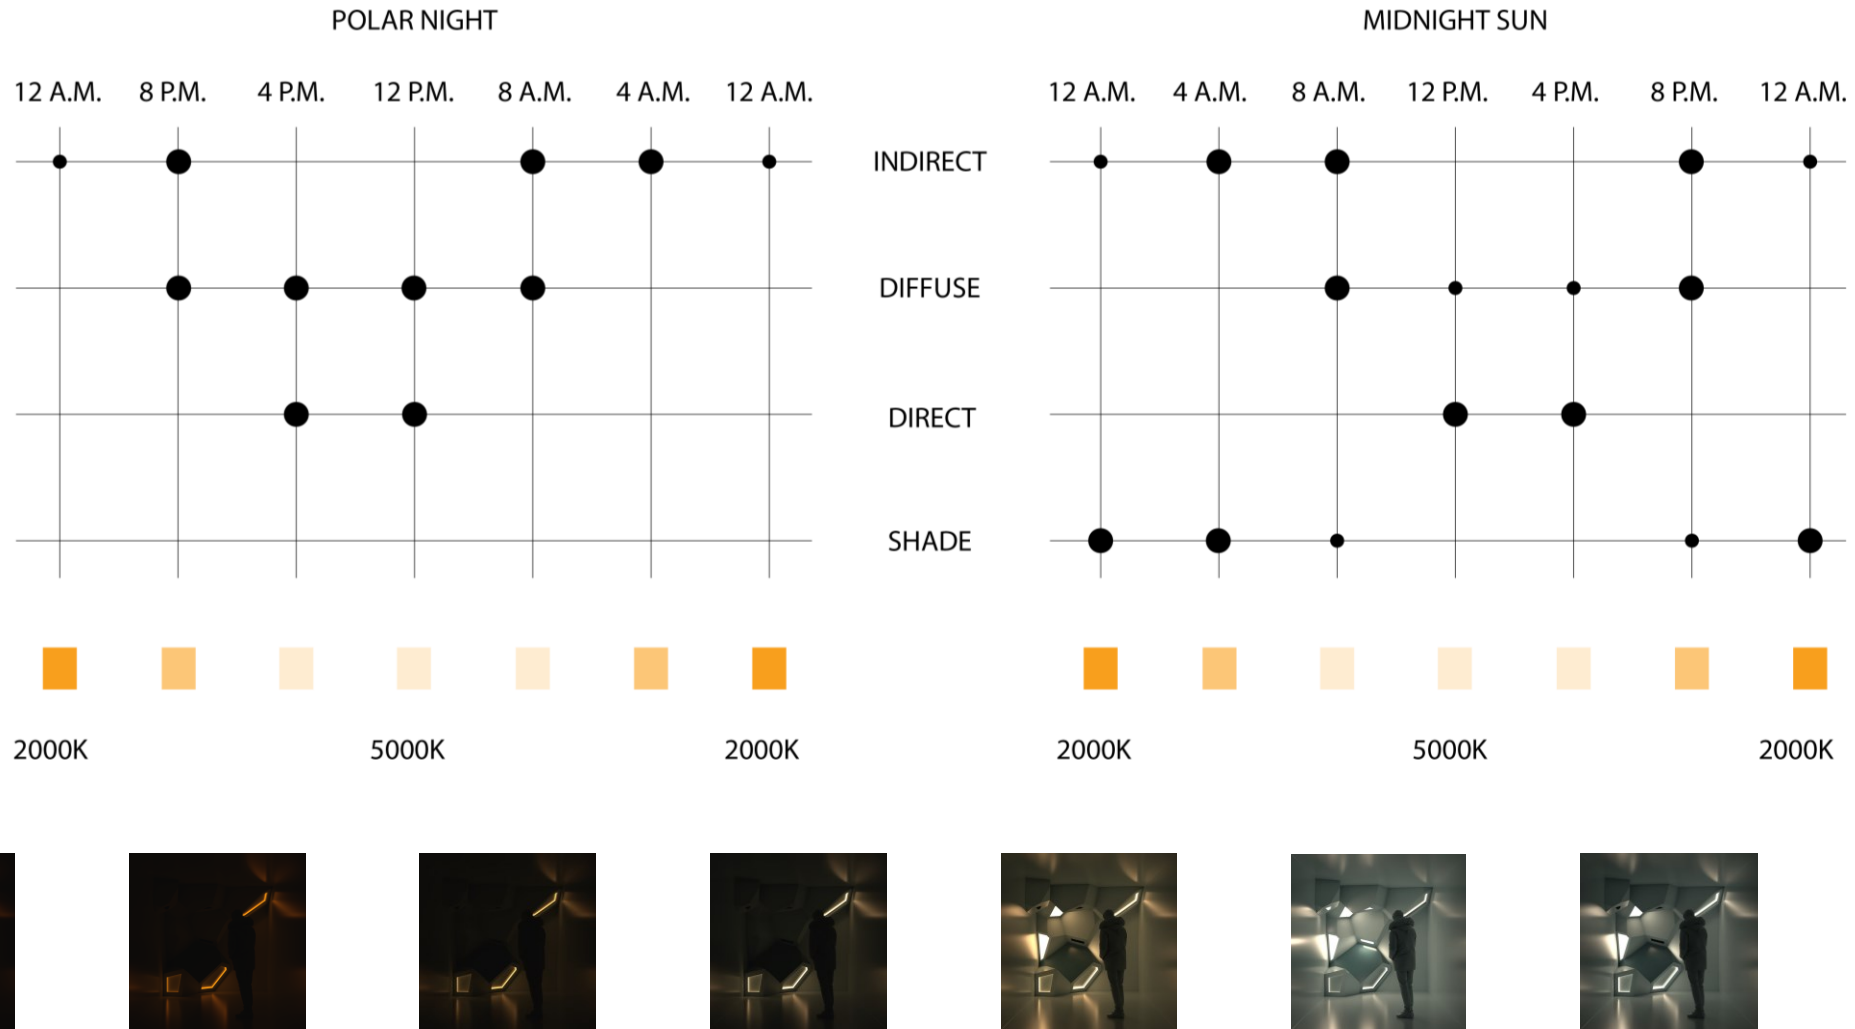 POLAR NIGHT
MIDNIGHT SUN
12 A.M. 8 P.M. 4 P.M. 12 P.M. 8 A.M. 4 A.M. 12 A.M.
12 A.M. 4 A.M. 8 A.M. 12 P.M. 4 P.M. 8 P.M. 12 A.M.
INDIRECT
DIFFUSE
DIRECT
SHADE
2000K 5000K 2000K
2000K 5000K 2000K